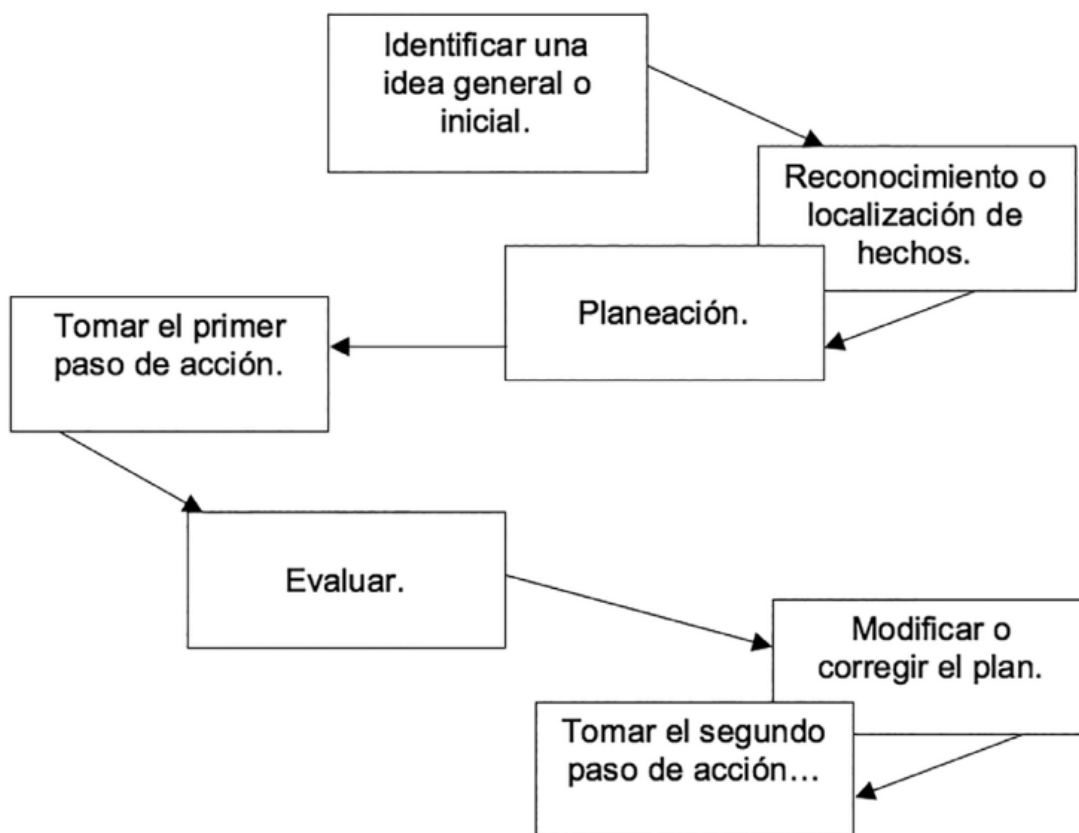 Identificar una
idea general o
inicial.
Reconocimiento o
localización de
hechos.
Planeación.
Tomar el primer
paso de acción.
Evaluar.
Modificar o
corregir el plan.
Tomar el segundo
paso de acción…